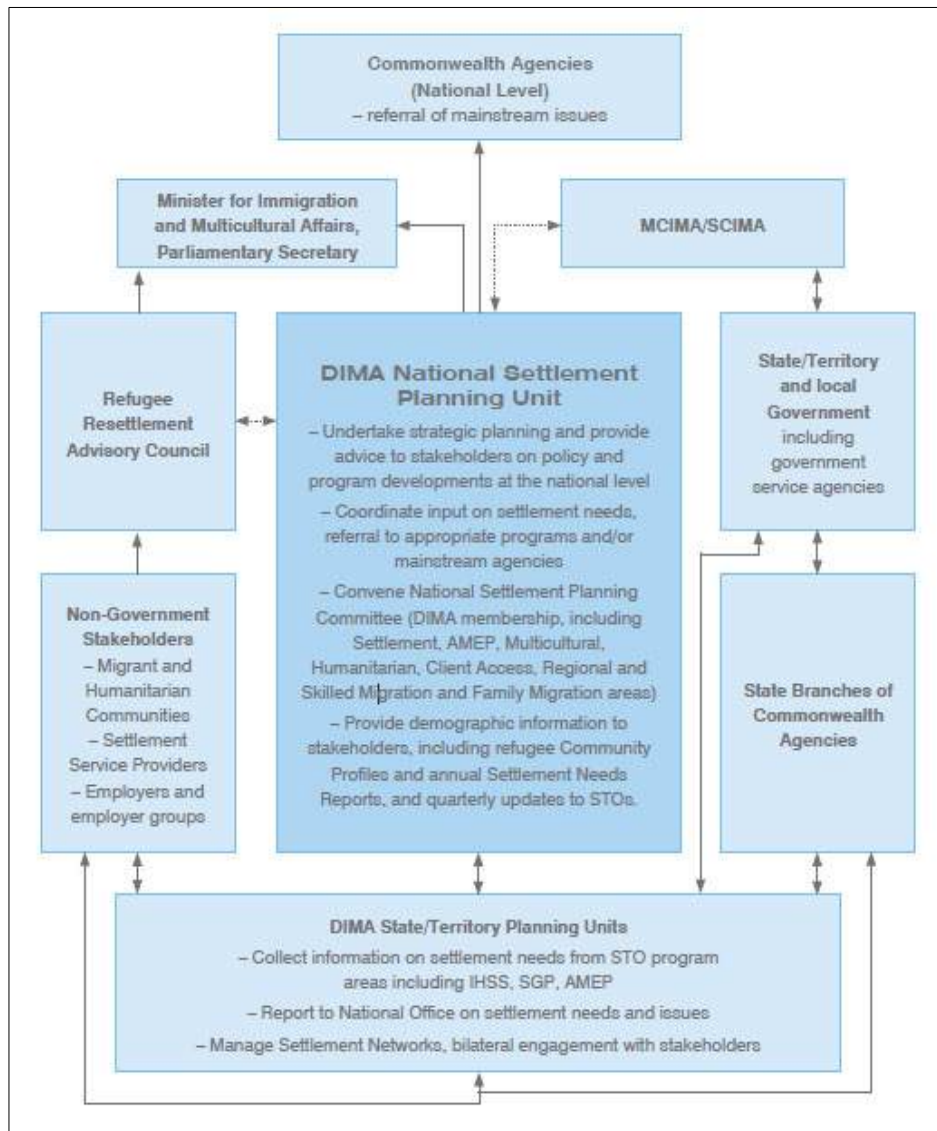 Commonwealth Agencies
(National Level)
– referral of mainstream issues
Minister for Immigration
and Multicultural Affairs,
Parliamentary Secretary
MCIMA/SCIMA
Refugee
Resettlement
Advisory Council
DIMA National Settlement
Planning Unit
– Undertake strategic planning and provide
advice to stakeholders on policy and
program developments at the national level
– Coordinate input on settlement needs,
referral to appropriate programs and/or
mainstream agencies
– Convene National Settlement Planning
Committee (DIMA membership, including
Settlement, AMEP, Multicultural,
Humanitarian, Client Access, Regional and
Skilled Migration and Family Migration areas)
– Provide demographic information to
stakeholders, including refugee Community
Profiles and annual Settlement Needs
Reports, and quarterly updates to STOs.
State/Territory
and local
Government
including
government
service agencies
Non-Government
Stakeholders
– Migrant and
Humanitarian
Communities
– Settlement
Service Providers
– Employers and
employer groups
State Branches of
Commonwealth
Agencies
DIMA State/Territory Planning Units
– Collect information on settlement needs from STO program
areas including IHSS, SGP, AMEP
– Report to National Office on settlement needs and issues
– Manage Settlement Networks, bilateral engagement with stakeholders